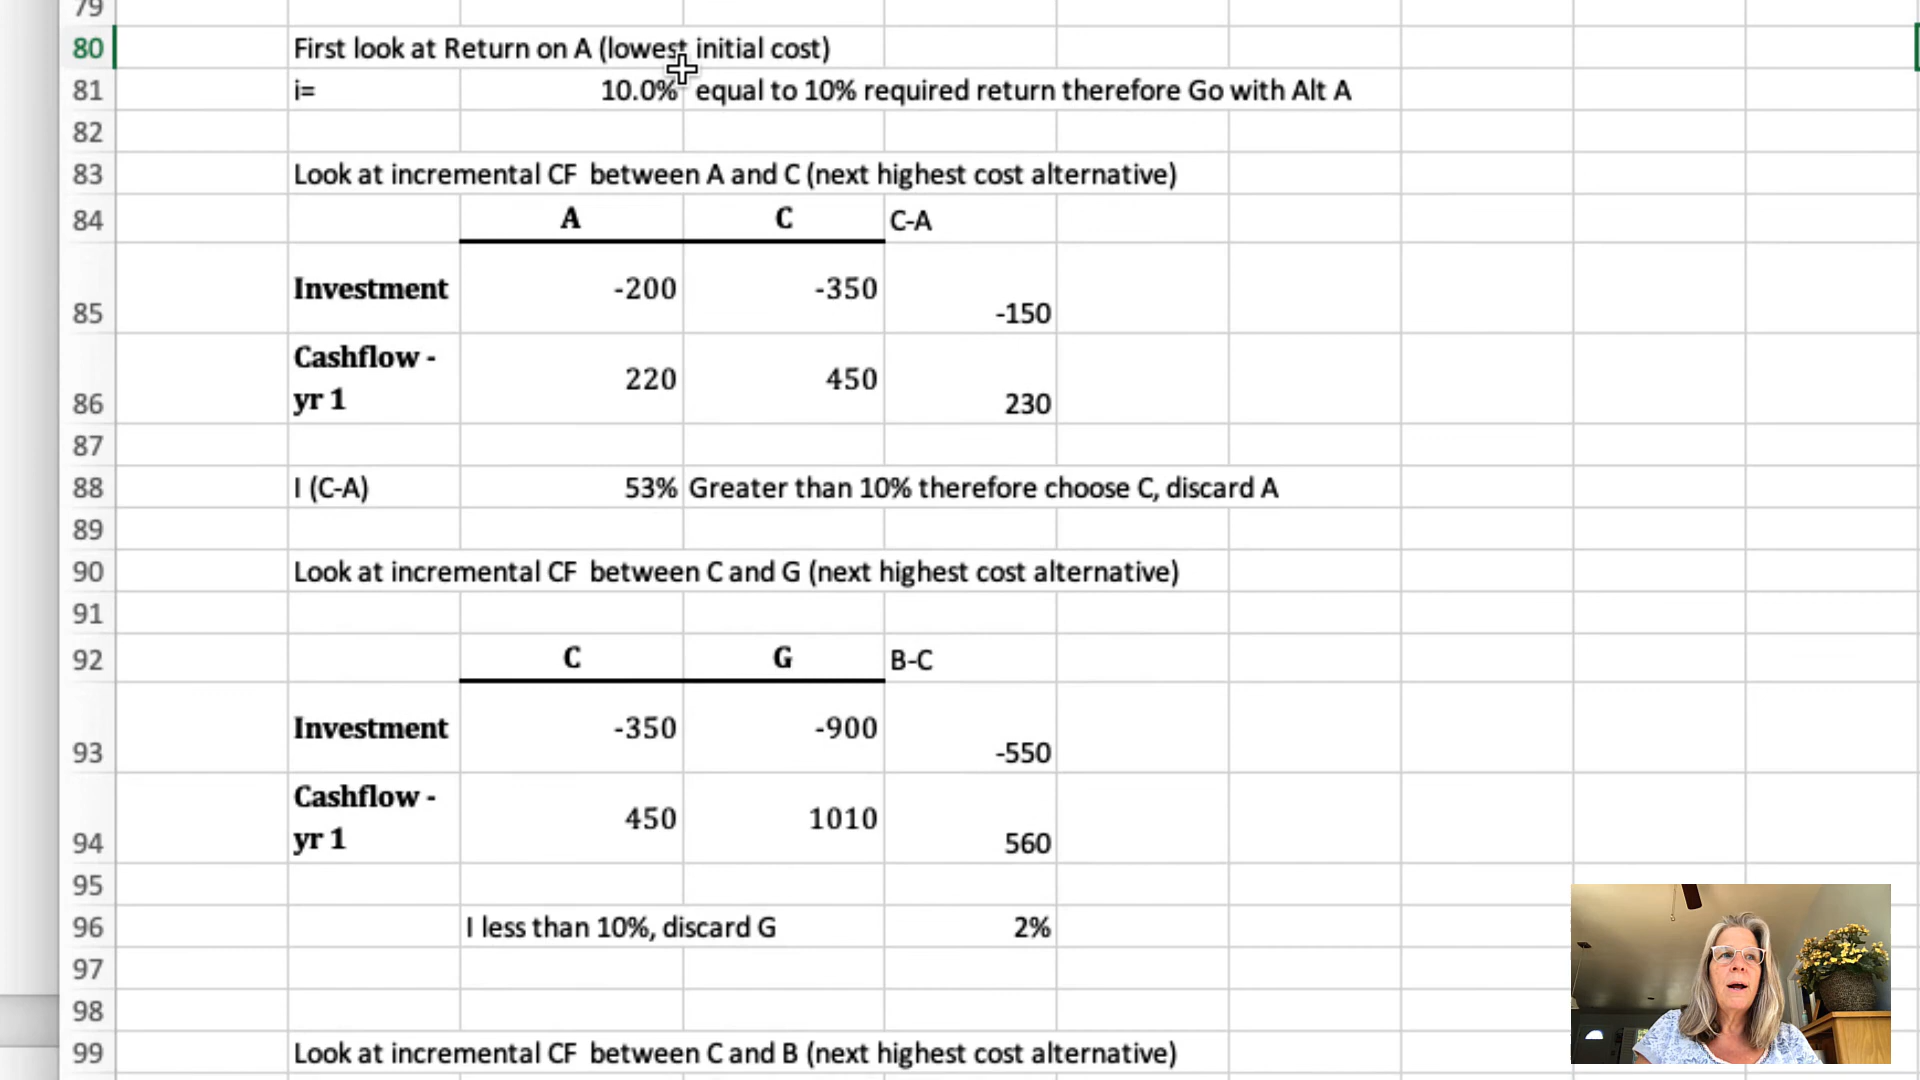 79
80 First look at Return on A (lowest initial cost)
81 i= 10.0% equal to 10% required return therefore Go with Alt A
82
83 Look at incremental CF between A and C (next highest cost alternative)
84 A C C-A
85 Investment -200 -350 -150
86 Cashflow - yr 1 220 450 230
87
88 I (C-A) 53% Greater than 10% therefore choose C, discard A
89
90 Look at incremental CF between C and G (next highest cost alternative)
91
92 C G B-C
93 Investment -350 -900 -550
94 Cashflow - yr 1 450 1010 560
95
96 I less than 10%, discard G 2%
97
98
99 Look at incremental CF between C and B (next highest cost alternative)